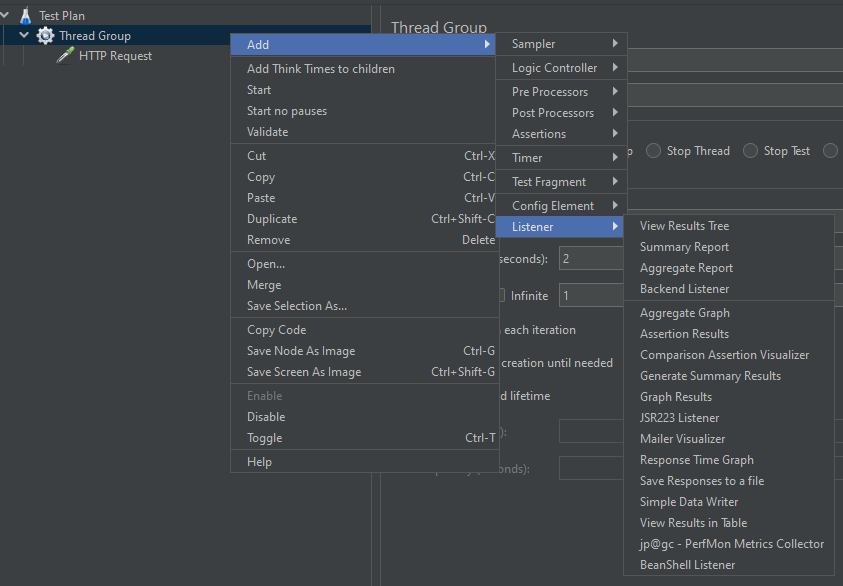 Test Plan
Thread Group
HTTP Request
Thread Group
Add
Add Think Times to children
Start
Start no pauses
Validate
Cut Ctrl-X
Copy Ctrl-C
Paste Ctrl-V
Duplicate Ctrl+Shift-C
Remove Delete
Open...
Merge
Save Selection As...
Copy Code
Save Node As Image Ctrl-G
Save Screen As Image Ctrl+Shift-G
Enable
Disable
Toggle Ctrl-T
Help
Sampler
Logic Controller
Pre Processors
Post Processors
Assertions
Timer
Test Fragment
Config Element
Listener
Stop Thread
Stop Test
seconds): 2
Infinite 1
each iteration
creation until needed
d lifetime
):
onds):
View Results Tree
Summary Report
Aggregate Report
Backend Listener
Aggregate Graph
Assertion Results
Comparison Assertion Visualizer
Generate Summary Results
Graph Results
JSR223 Listener
Mailer Visualizer
Response Time Graph
Save Responses to a file
Simple Data Writer
View Results in Table
jp@gc - PerfMon Metrics Collector
BeanShell Listener